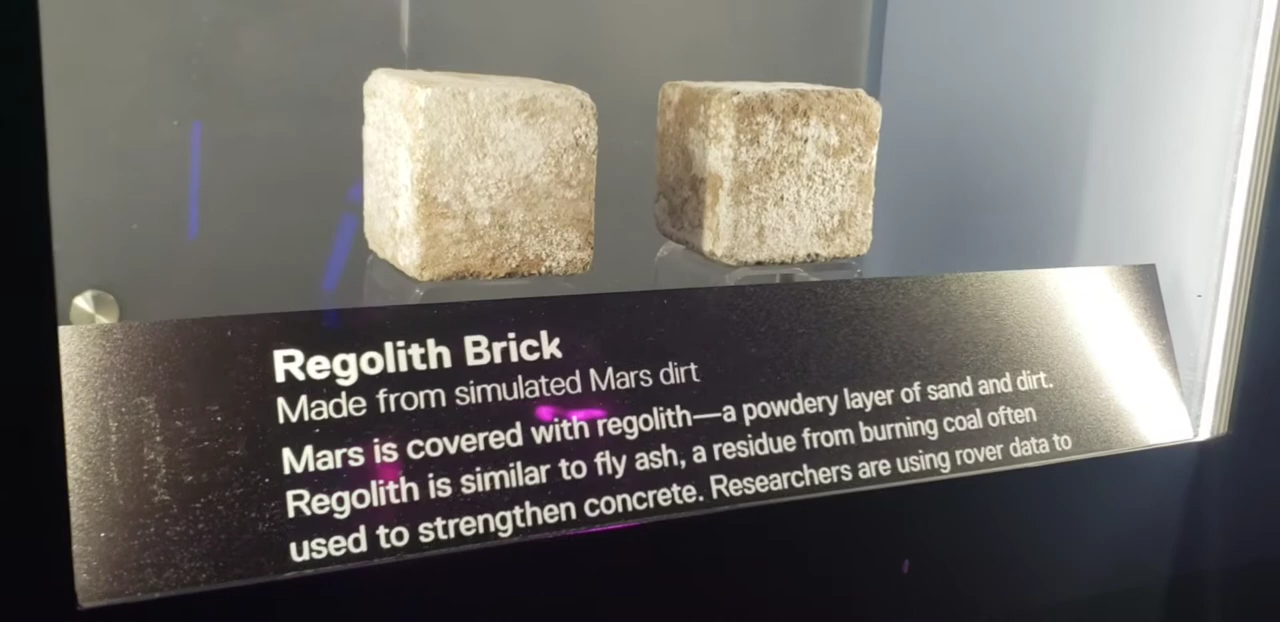 Regolith Brick
Made from simulated Mars dirt
Mars is covered with regolith—a powdery layer of sand and dirt.
Regolith is similar to fly ash, a residue from burning coal often
used to strengthen concrete. Researchers are using rover data to